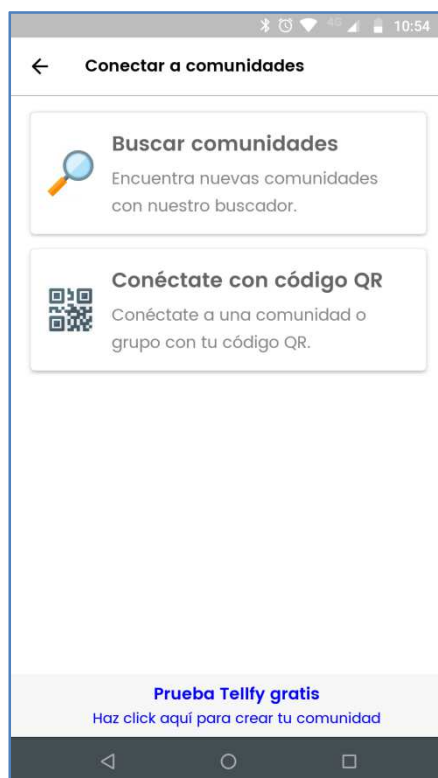 4G 10:54
Conectar a comunidades
Buscar comunidades
Encuentra nuevas comunidades
con nuestro buscador.
Conéctate con código QR
Conéctate a una comunidad o
grupo con tu código QR.
Prueba Tellfy gratis
Haz click aquí para crear tu comunidad